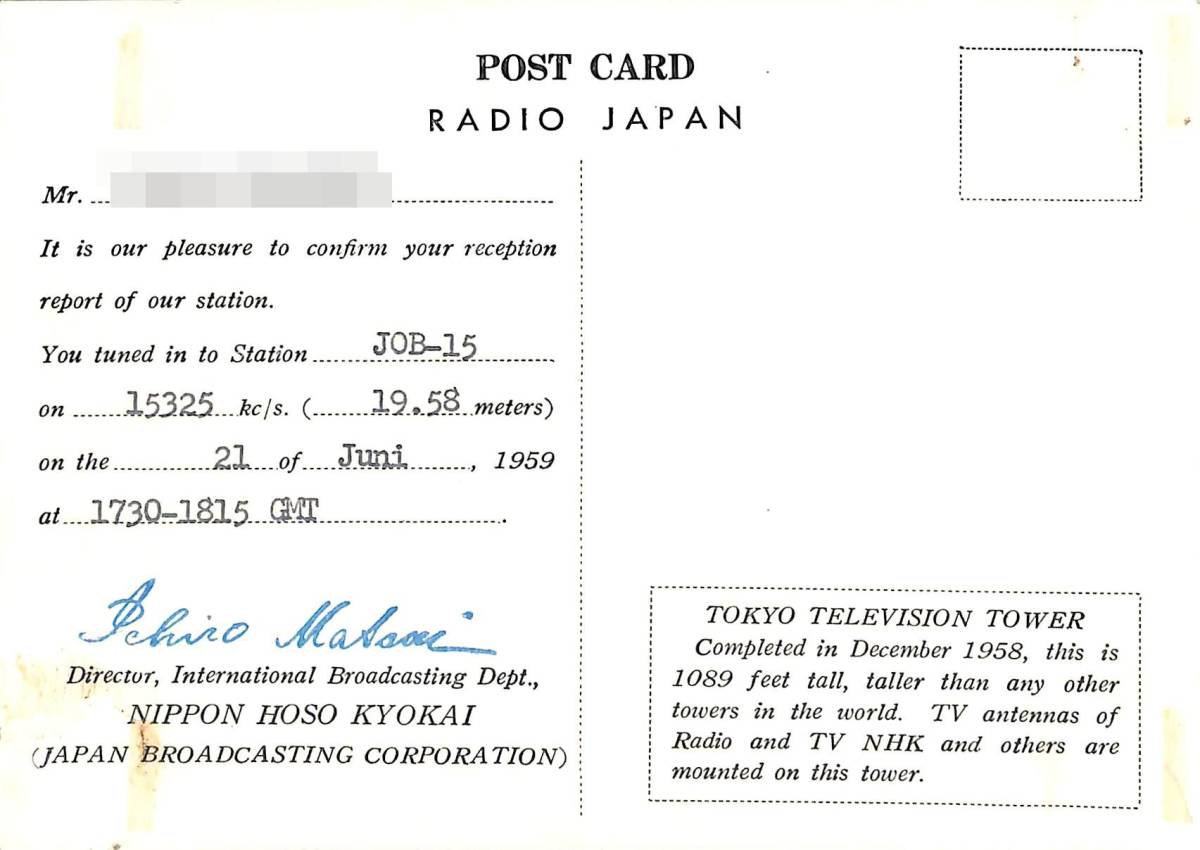 POST CARD
RADIO JAPAN
Mr.
It is our pleasure to confirm your reception
report of our station.
You tuned in to Station JOB-15
on 15325 kc/s. ( 19.58 meters)
on the 21 of Juni , 1959
at 1730-1815 GMT .
Ichiro Matsui
Director, International Broadcasting Dept.,
NIPPON HOSO KYOKAI
(JAPAN BROADCASTING CORPORATION)
TOKYO TELEVISION TOWER
Completed in December 1958, this is
1089 feet tall, taller than any other
towers in the world. TV antennas of
Radio and TV NHK and others are
mounted on this tower.